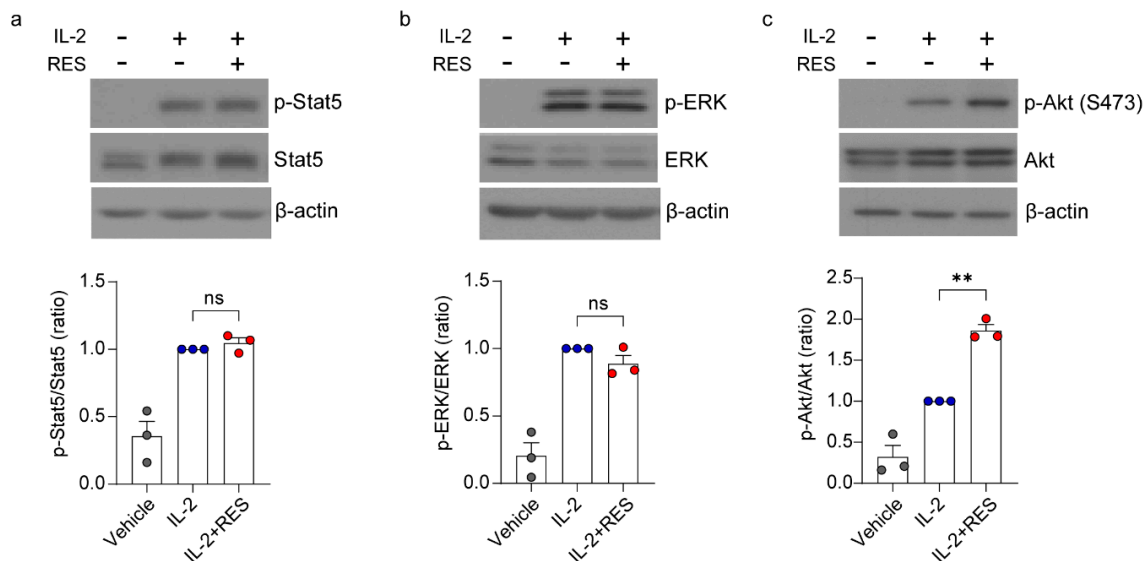 a
IL-2 - + +
RES - - +
p-Stat5
Stat5
β-actin
p-Stat5/Stat5 (ratio)
1.5
1.0
0.5
0.0
ns
Vehicle
IL-2
IL-2+RES
b
IL-2 - + +
RES - - +
p-ERK
ERK
β-actin
p-ERK/ERK (ratio)
1.5
1.0
0.5
0.0
ns
Vehicle
IL-2
IL-2+RES
c
IL-2 - + +
RES - - +
p-Akt (S473)
Akt
β-actin
p-Akt/Akt (ratio)
2.5
2.0
1.5
1.0
0.5
0.0
**
Vehicle
IL-2
IL-2+RES